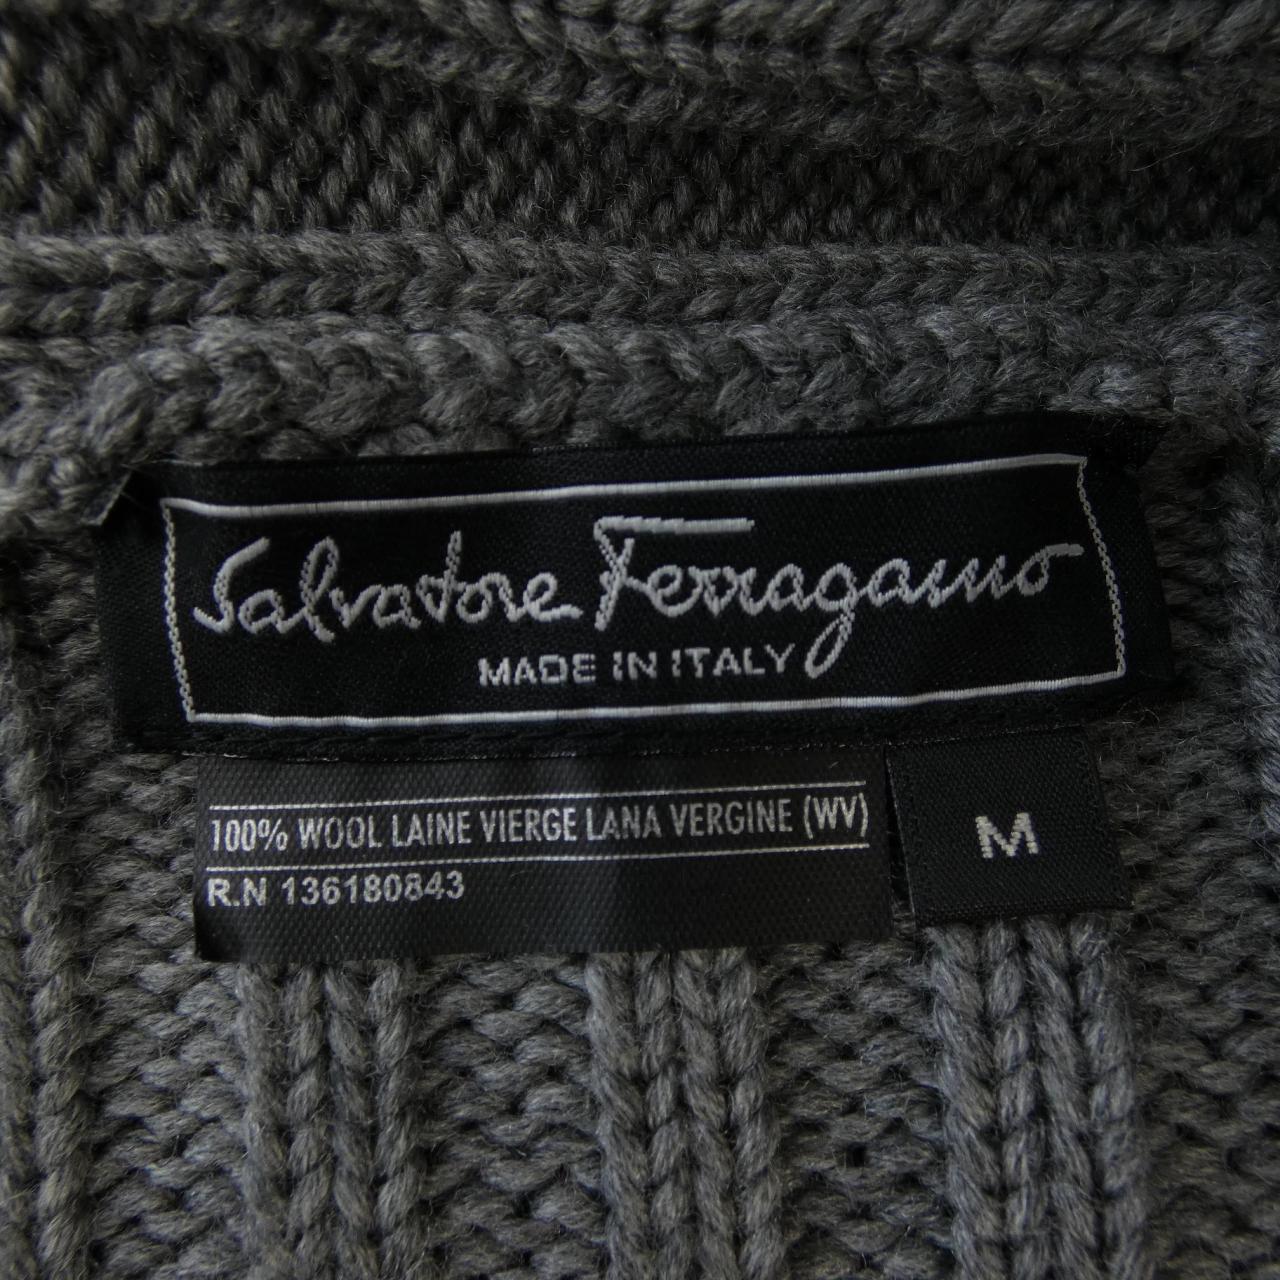 Salvatore Ferragamo
MADE IN ITALY
100% WOOL LAINE VIERGE LANA VERGINE (WV)
R.N 136180843
M